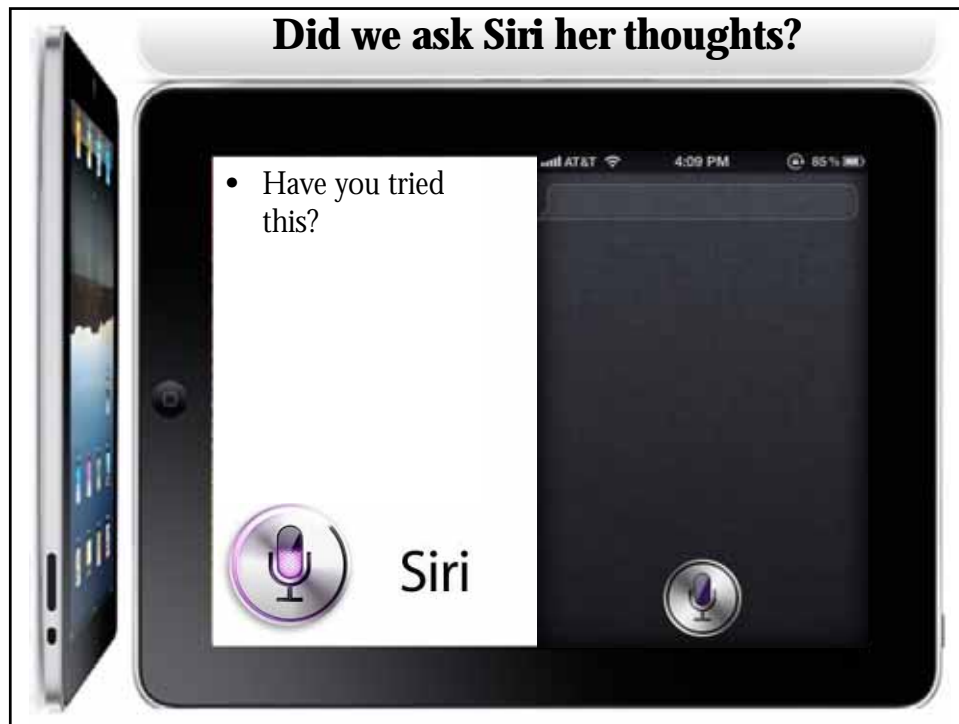 Did we ask Siri her thoughts?
• Have you tried
this?
AT&T 4:09 PM 85%
Siri